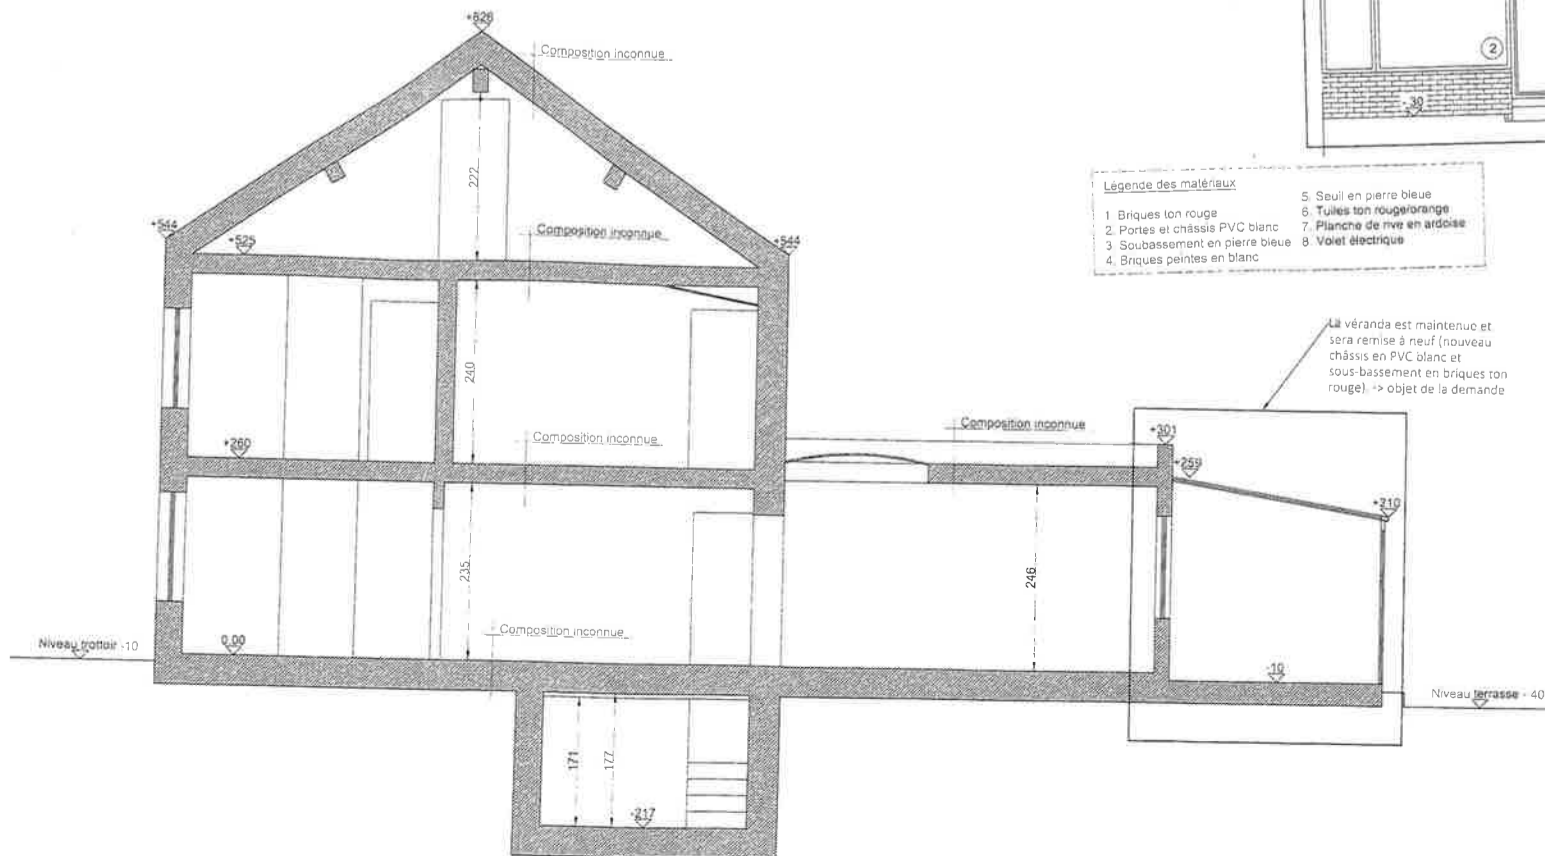 +826
Composition inconnue
2
-30
Légende des matériaux
1 Briques ton rouge
2. Portes et châssis PVC blanc
3 Soubassement en pierre bleue
4. Briques peintes en blanc
5. Seuil en pierre bleue
6. Tuiles ton rouge/orange
7. Planche de rive en ardoise
8. Volet électrique
222
+544
+525
Composition inconnue
+544
La véranda est maintenue et
sera remise à neuf (nouveau
châssis en PVC blanc et
sous-bassement en briques ton
rouge). -> objet de la demande
240
+260
Composition inconnue
Composition inconnue
+301
+259
+210
235
246
Niveau trottoir -10
0.00
Composition inconnue
-10
Niveau terrasse - 40
171
177
-217